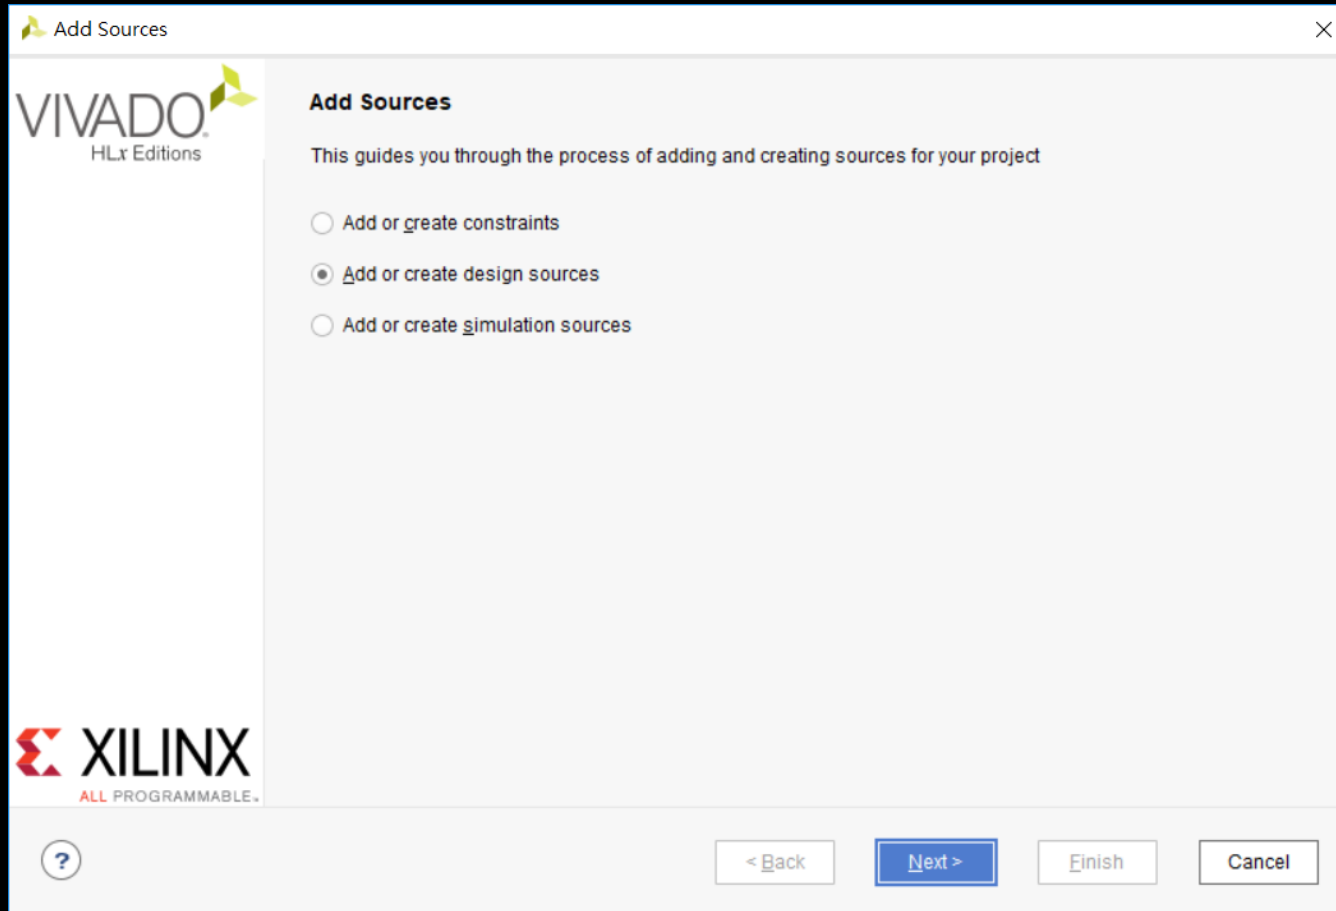 Add Sources
VIVADO
HLx Editions
Add Sources
This guides you through the process of adding and creating sources for your project
Add or create constraints
Add or create design sources
Add or create simulation sources
XILINX
ALL PROGRAMMABLE™
?
< Back
Next >
Finish
Cancel